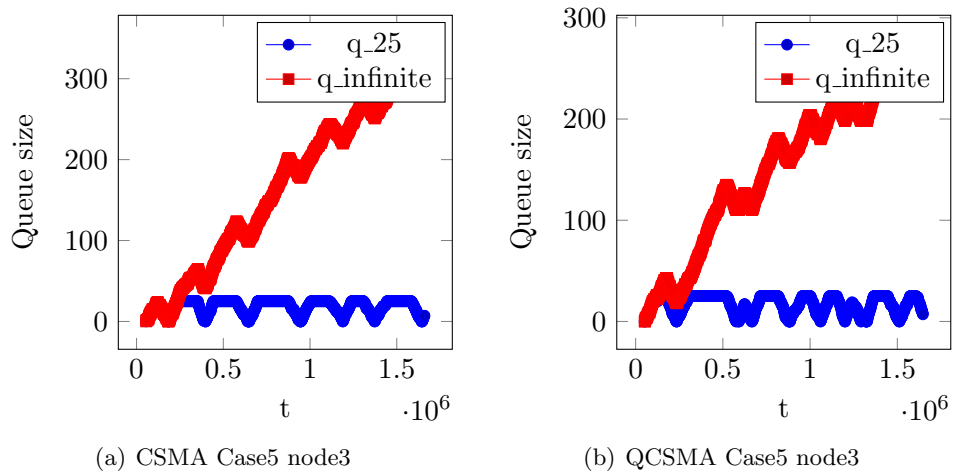 q_25
q_infinite
300
200
100
0
Queue size
0
0.5
1
1.5
t
·10^6
(a) CSMA Case5 node3
q_25
q_infinite
300
200
100
0
Queue size
0
0.5
1
1.5
t
·10^6
(b) QCSMA Case5 node3